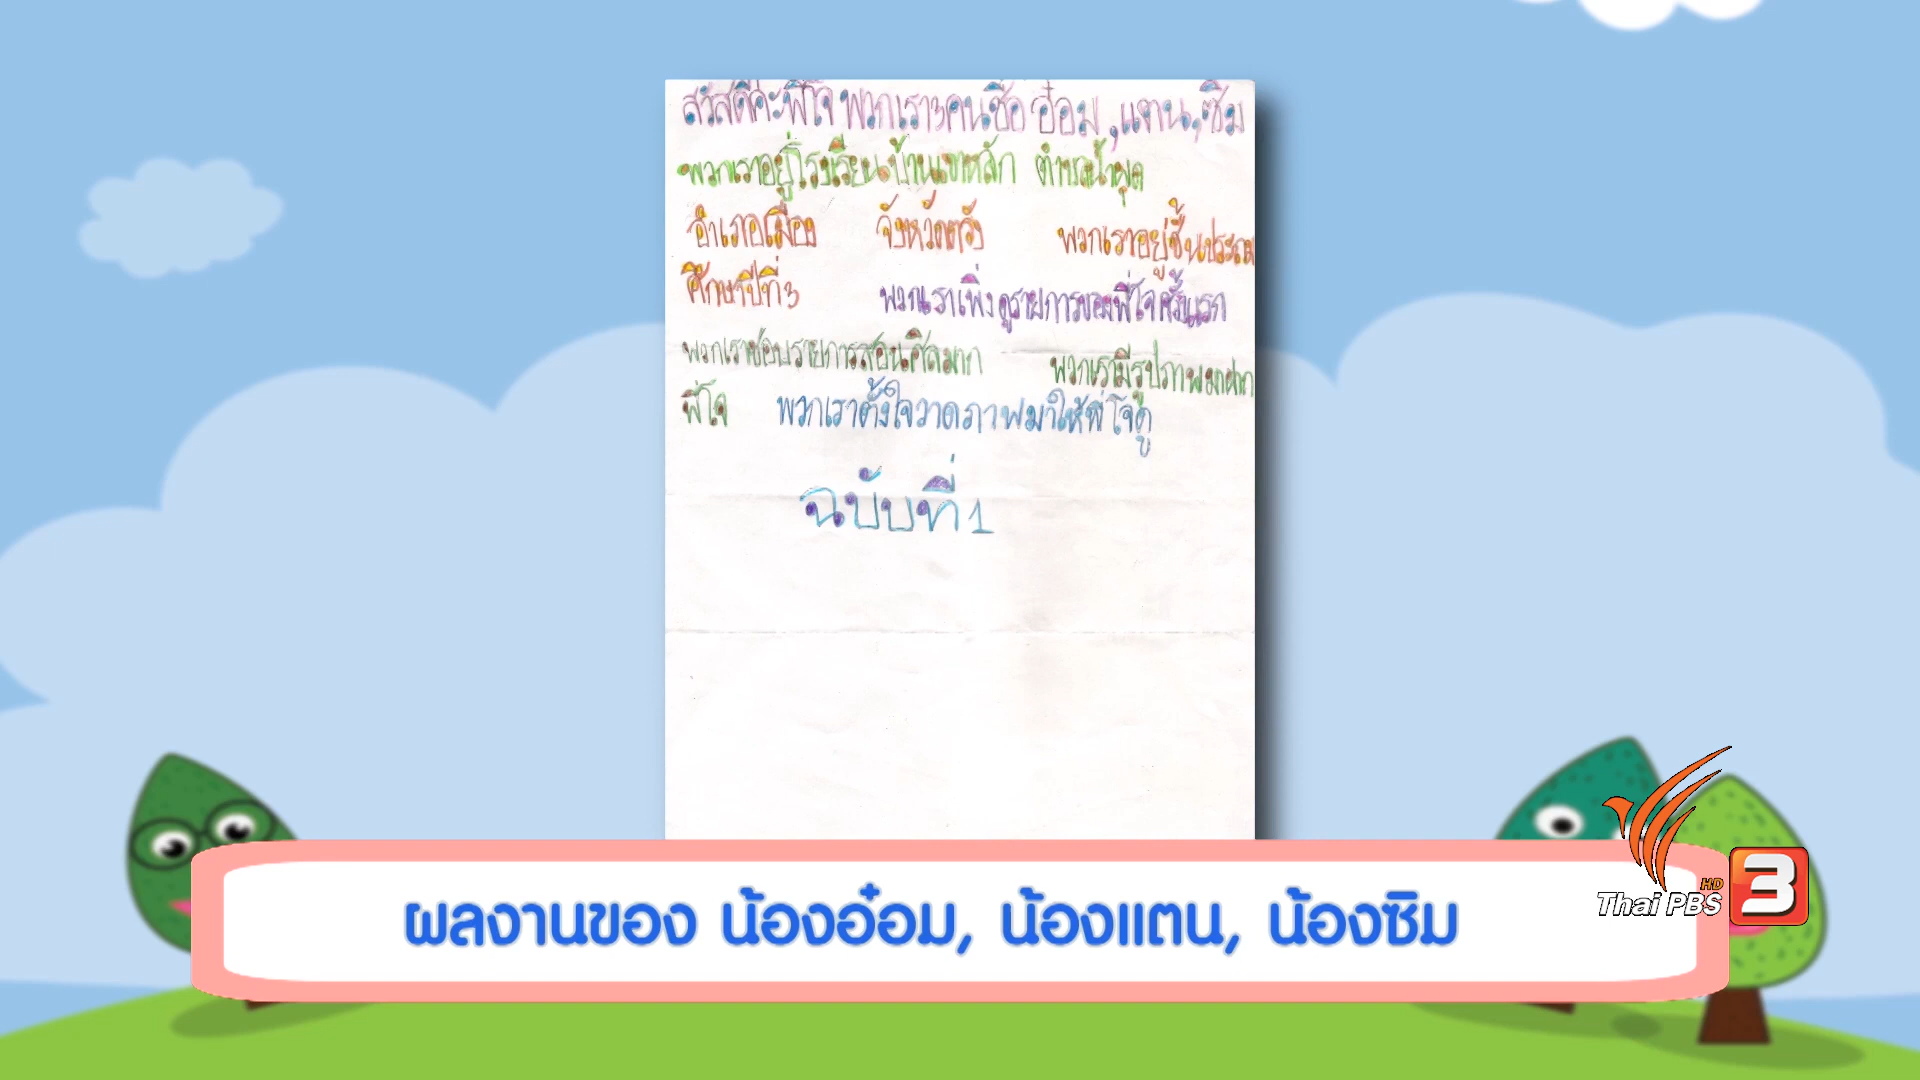 สวัสดีค่ะพี่โจ พวกเรา3คนชื่อ อ๋อม,แตน,ซิม
พวกเราอยู่โรงเรียนบ้านเขาหลัก ตำบลน้ำผุด
อำเภอเมือง จังหวัดตรัง พวกเราอยู่ชั้นประถม
ศึกษาปีที่3 พวกเราเพิ่งดูรายการของพี่โจครั้งแรก
พวกเราชอบรายการสอนศิลมาก พวกเรามีรูปภาพมาฝาก
พี่โจ พวกเราตั้งใจวาดภาพมาให้พี่โจดู
ฉบับที่1
ผลงานของ น้องอ๋อม, น้องแตน, น้องซิม
Thai PBS HD 3